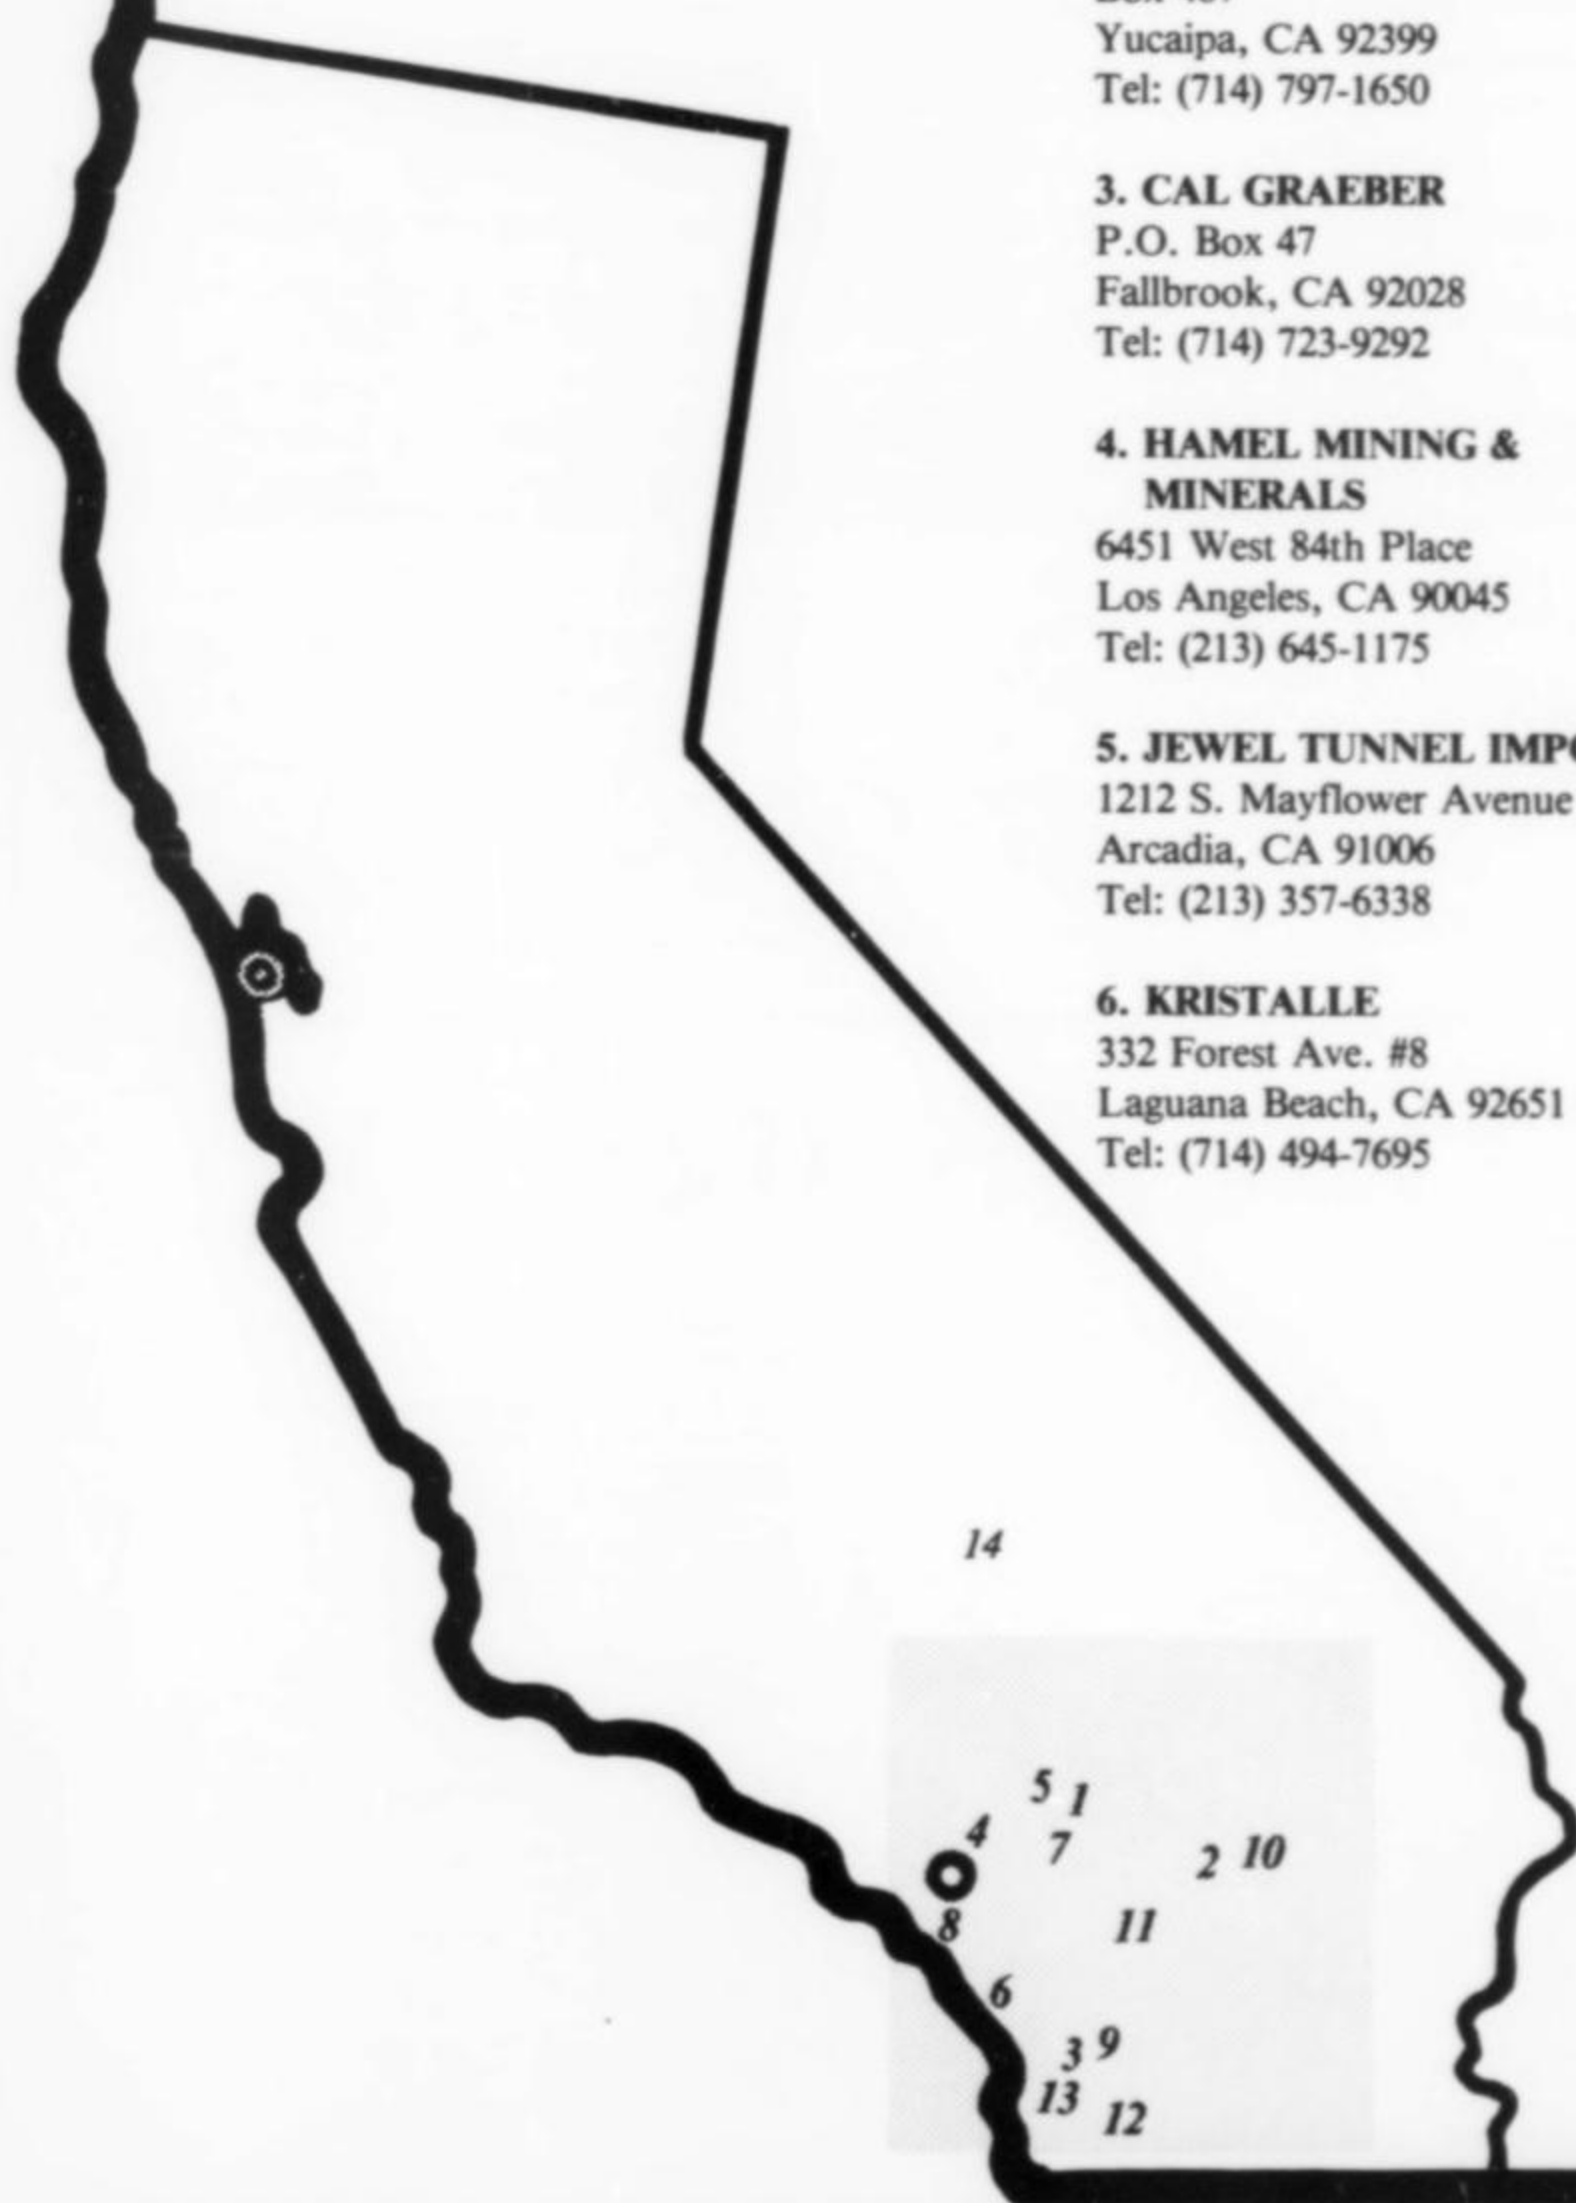 Yucaipa, CA 92399
Tel: (714) 797-1650
3. CAL GRAEBER
P.O. Box 47
Fallbrook, CA 92028
Tel: (714) 723-9292
4. HAMEL MINING &
MINERALS
6451 West 84th Place
Los Angeles, CA 90045
Tel: (213) 645-1175
5. JEWEL TUNNEL
1212 S. Mayflower Avenue
Arcadia, CA 91006
Tel: (213) 357-6338
6. KRISTALLE
332 Forest Ave. #8
Laguana Beach, CA 92651
Tel: (714) 494-7695
14
5 1
4 7
2 10
8 11
6
3 9
13 12